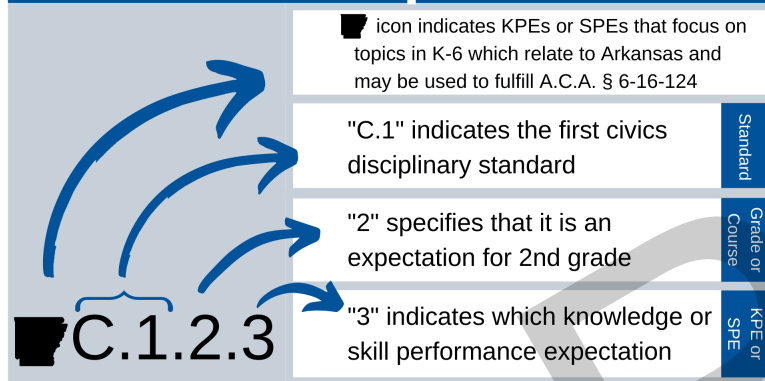 icon indicates KPEs or SPEs that focus on
topics in K-6 which relate to Arkansas and
may be used to fulfill A.C.A. § 6-16-124
"C.1" indicates the first civics
disciplinary standard
Standard
"2" specifies that it is an
expectation for 2nd grade
Grade or
Course
"3" indicates which knowledge or
skill performance expectation
KPE or
SPE
C.1.2.3